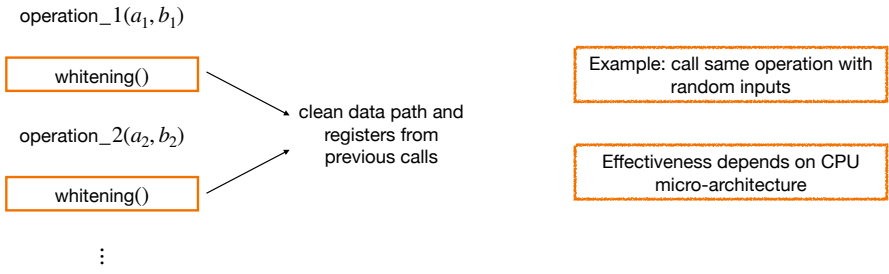 operation_1(a₁, b₁)
whitening()
operation_2(a₂, b₂)
whitening()
⋮
clean data path and
registers from
previous calls
Example: call same operation with
random inputs
Effectiveness depends on CPU
micro-architecture